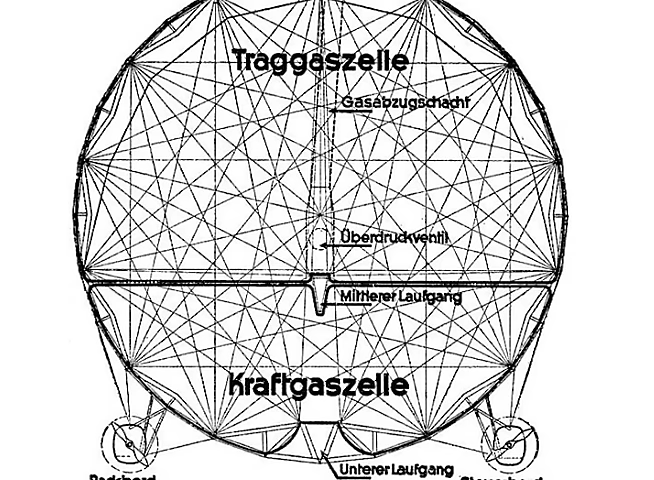 Traggaszelle
Gasabzugschacht
Überdruckventil
Mittlerer Laufgang
Kraftgaszelle
Unterer Laufgang